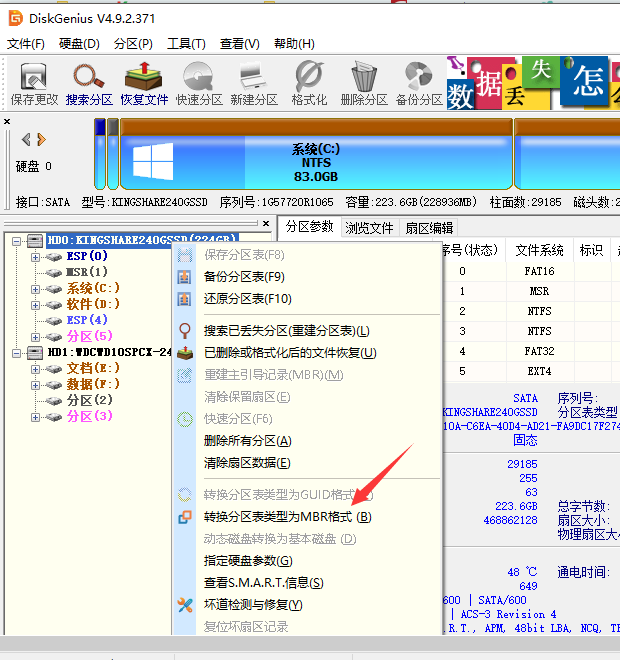 DiskGenius V4.9.2.371
文件(F) 硬盘(D) 分区(P) 工具(T) 查看(V) 帮助(H)
保存更改 搜索分区 恢复文件 快速分区 新建分区 格式化 删除分区 备份分区
数 据 丢 失 怎
硬盘 0
系统(C:)
NTFS
83.0GB
接口:SATA 型号:KINGSHARE240GSSD 序列号:1G57720R1065 容量:223.6GB(228936MB) 柱面数:29185 磁头数:2
分区参数 浏览文件 扇区编辑
HD0:KINGSHARE240GSSD(224GB)
ESP(0)
MSR(1)
系统(C:)
软件(D:)
ESP(4)
分区(5)
HD1:WDCWD10SPCX-24
文档(E:)
数据(F:)
分区(2)
分区(3)
保存分区表(F8)
备份分区表(F9)
还原分区表(F10)
搜索已丢失分区(重建分区表)(L)
已删除或格式化后的文件恢复(U)
重建主引导记录(MBR)(M)
清除保留扇区(E)
快速分区(F6)
删除所有分区(A)
清除扇区数据(E)
转换分区表类型为GUID格式
转换分区表类型为MBR格式 (B)
动态磁盘转换为基本磁盘 (D)
指定硬盘参数(G)
查看S.M.A.R.T.信息(S)
坏道检测与修复(Y)
复位坏扇区记录
号(状态) 文件系统 标识
0 FAT16
1 MSR
2 NTFS
3 NTFS
4 FAT32
5 EXT4
SATA 序列号:
KINGSHARE240GSSD 分区表类型
10A-C6EA-40D4-AD21-FA9DC17F274
固态
29185
255
63
223.6GB 总字节数:
468862128 扇区大小:
物理扇区大小
48 ℃ 通电时间:
649
600 | SATA/600
| ACS-3 Revision 4
.R.T., APM, 48bit LBA, NCQ,